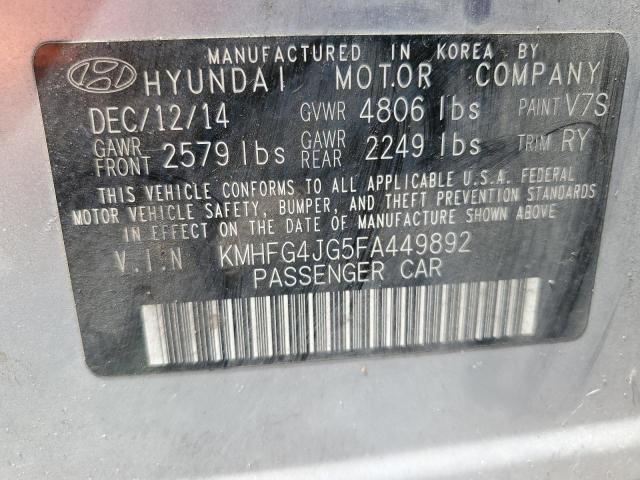 MANUFACTURED IN KOREA BY
HYUNDAI MOTOR COMPANY
DEC/12/14 GVWR 4806 lbs PAINT V7S
GAWR FRONT 2579 lbs GAWR REAR 2249 lbs TRIM RY
THIS VEHICLE CONFORMS TO ALL APPLICABLE U.S.A. FEDERAL
MOTOR VEHICLE SAFETY, BUMPER, AND THEFT PREVENTION STANDARDS
IN EFFECT ON THE DATE OF MANUFACTURE SHOWN ABOVE.
V.I.N KMHFG4JG5FA449892
PASSENGER CAR